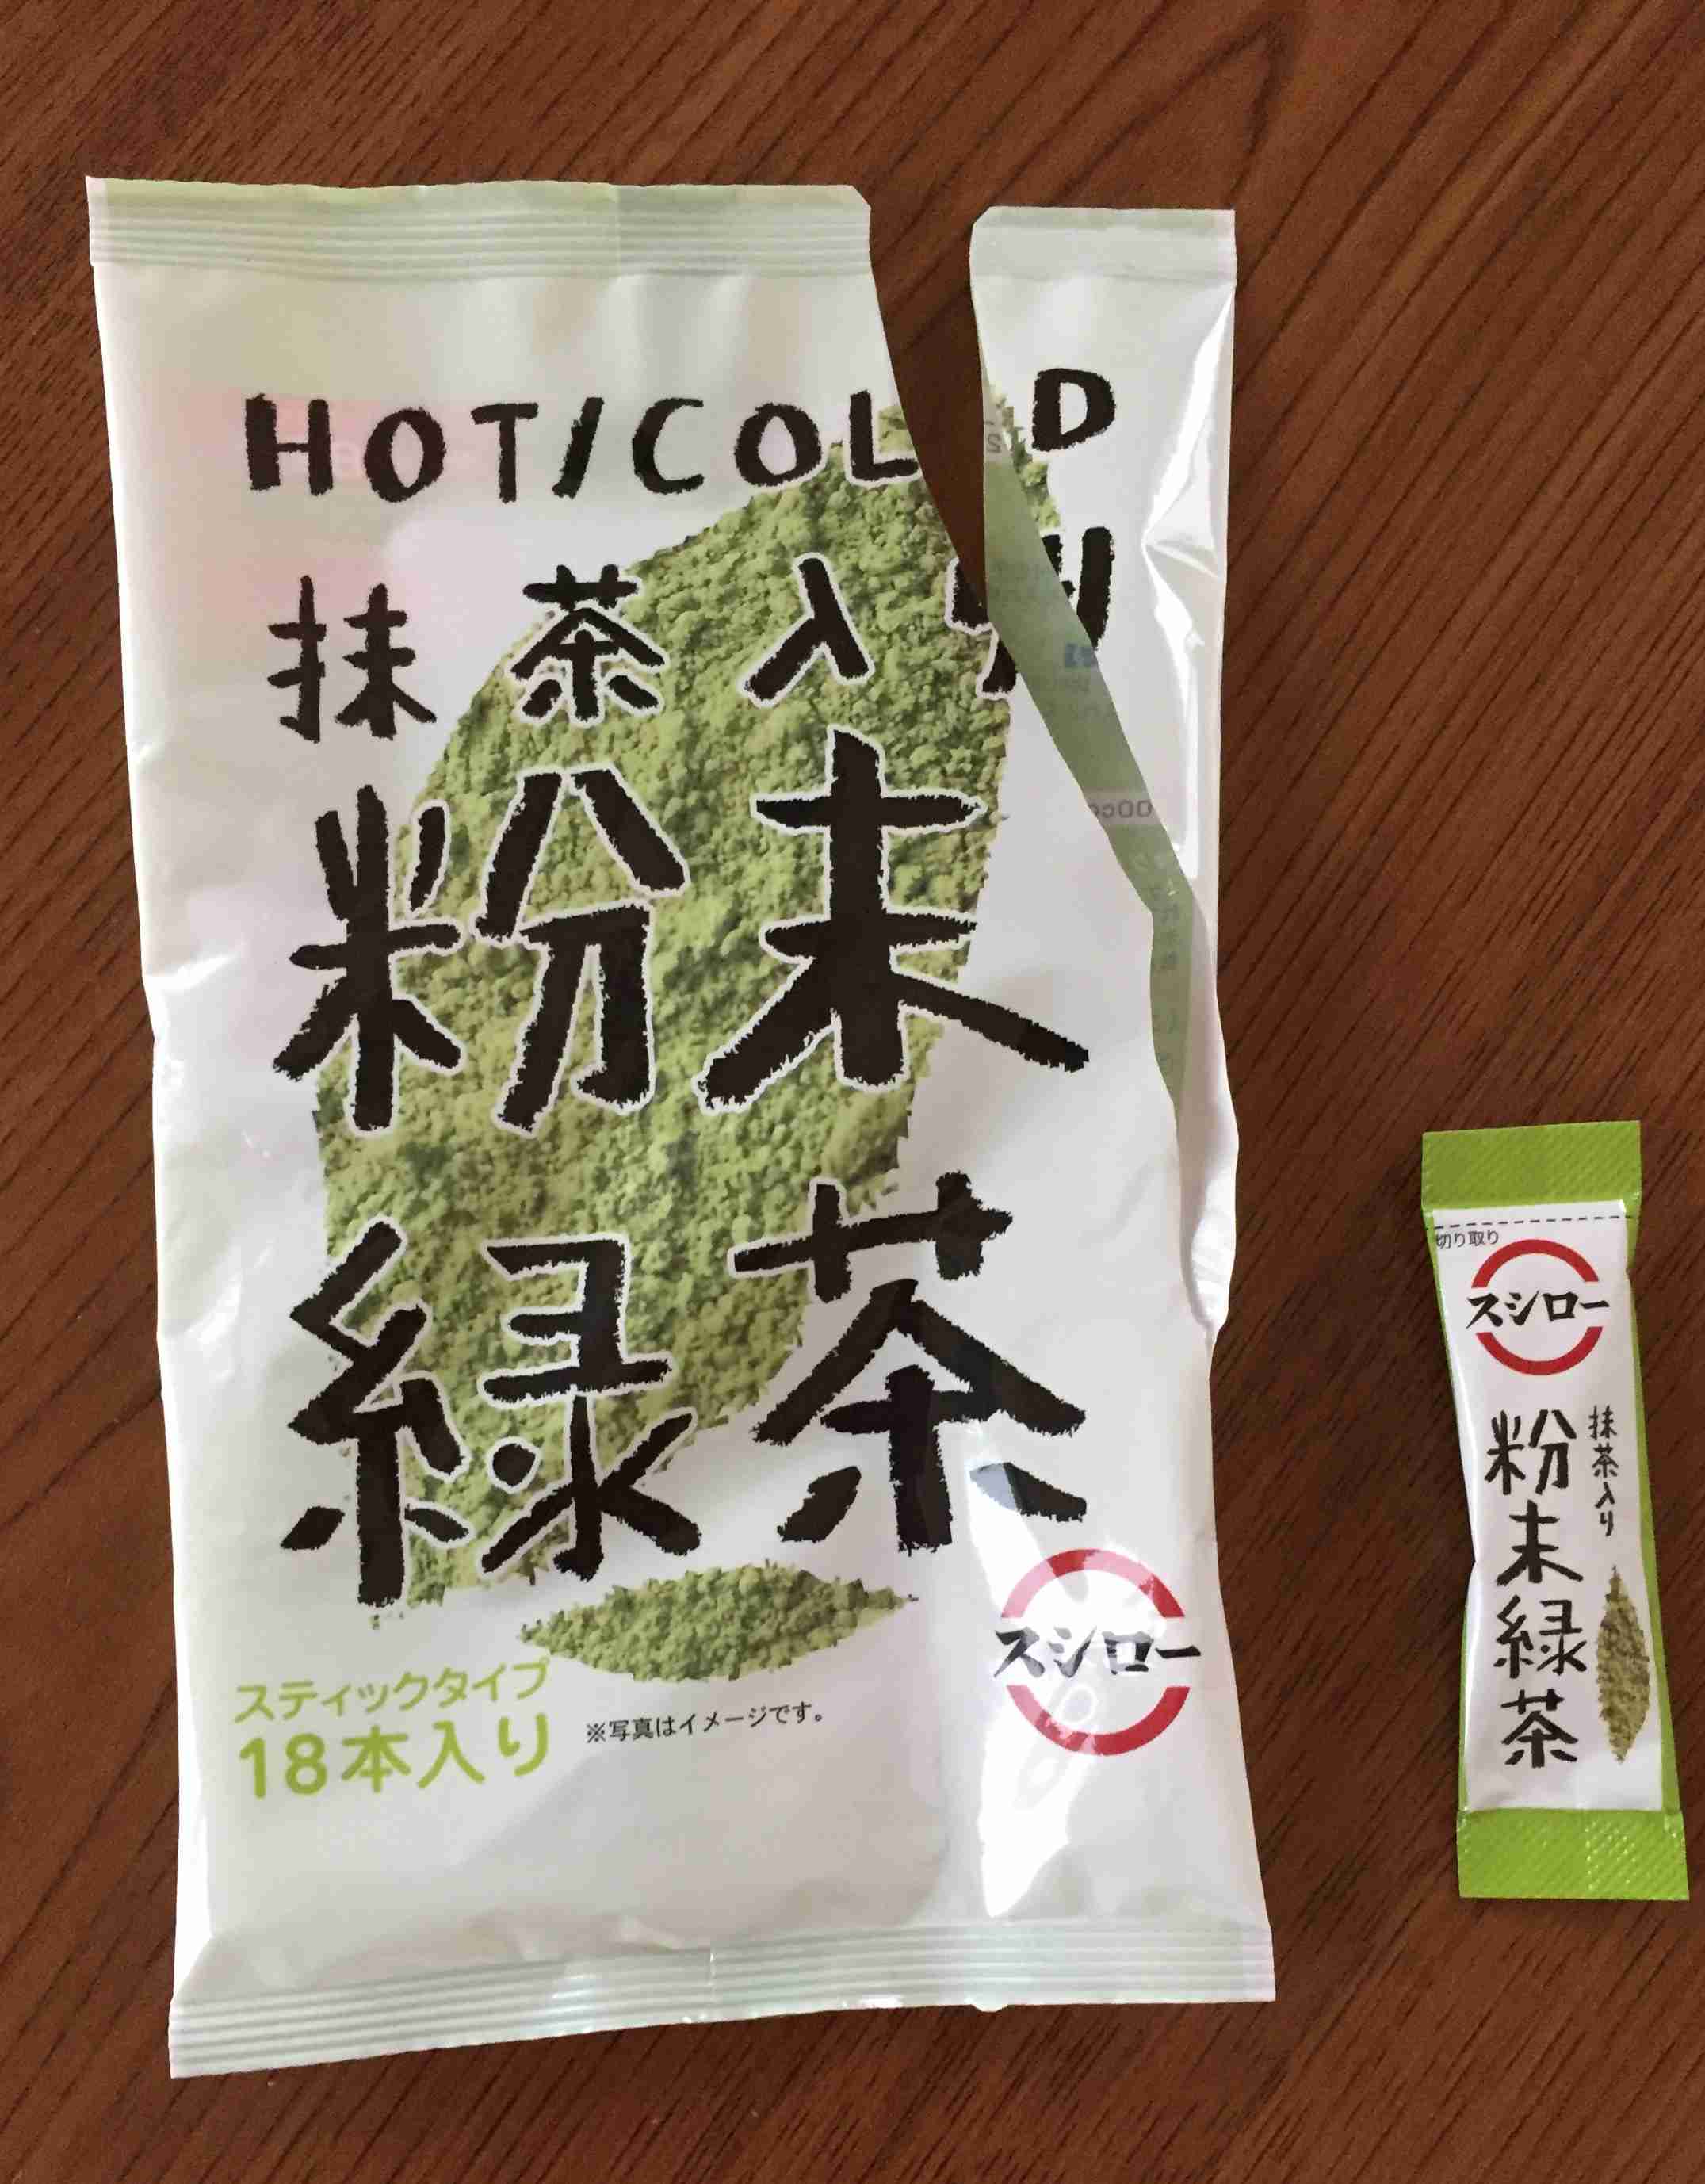 HOT/COLD
抹茶入り
粉末
緑茶
スティックタイプ
18本入り
※写真はイメージです。
スシロー
切り取り
スシロー
抹茶入り
粉末緑茶